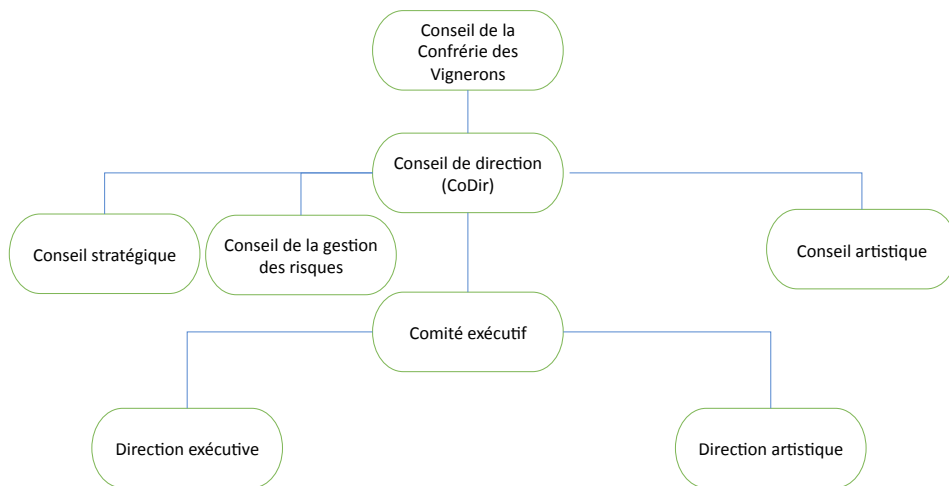 Conseil de la
Confrérie des
Vignerons
Conseil de direction
(CoDir)
Conseil stratégique
Conseil de la gestion
des risques
Conseil artistique
Comité exécutif
Direction exécutive
Direction artistique